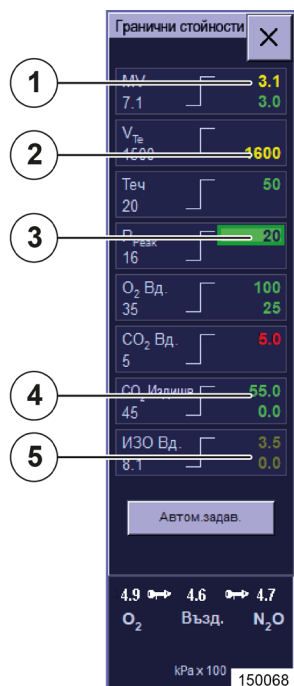 Гранични стойности
1
MV 3.1
7.1 3.0
V Te
2
1500 1600
Теч 50
20
3
P Peak 20
16
O2 Вд. 100
35 25
CO2 Вд. 5.0
5
4
CO2 Издишв 55.0
45 0.0
5
ИЗО Вд. 3.5
8.1 0.0
Автом.задав.
4.9 4.6 4.7
O2 Възд. N2O
kPa x 100
150068